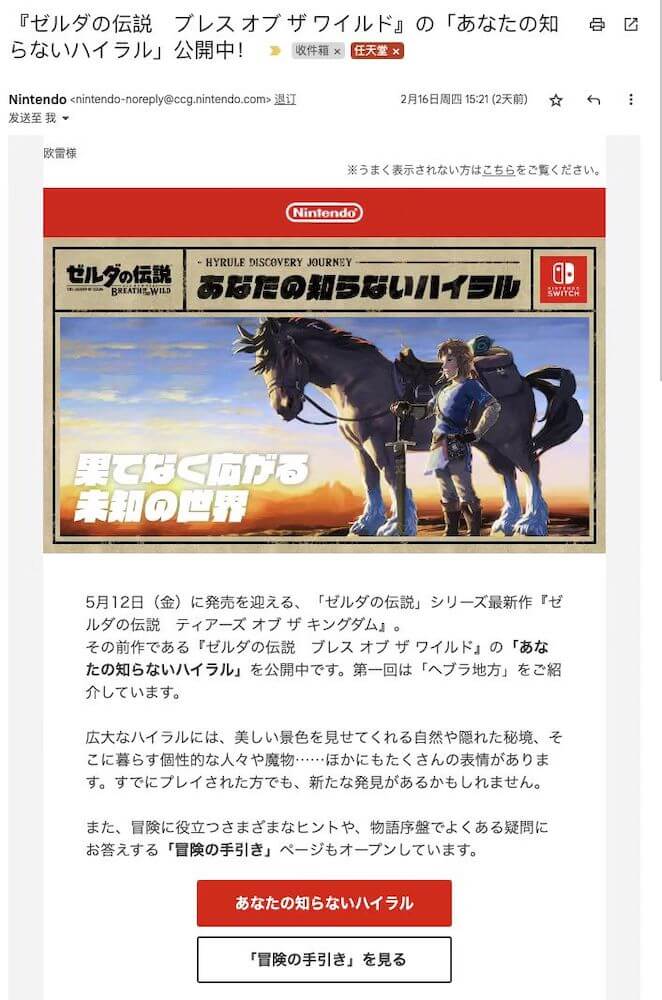 『ゼルダの伝説　ブレス オブ ザ ワイルド』の「あなたの知
らないハイラル」公開中！ 收件箱 × 任天堂 ×
Nintendo <nintendo-noreply@ccg.nintendo.com> 退订 2月16日周四 15:21 (2天前)
发送至 我
欧雷様
※うまく表示されない方はこちらをご覧ください。
Nintendo
ゼルダの伝説
BREATH OF THE WILD
HYRULE DISCOVERY JOURNEY
あなたの知らないハイラル
NINTENDO
SWITCH
果てなく広がる
未知の世界
5月12日（金）に発売を迎える、「ゼルダの伝説」シリーズ最新作『ゼ
ルダの伝説　ティアーズ オブ ザ キングダム』。
その前作である『ゼルダの伝説　ブレス オブ ザ ワイルド』の「あな
たの知らないハイラル」を公開中です。第一回は「ヘブラ地方」をご紹
介しています。
広大なハイラルには、美しい景色を見せてくれる自然や隠れた秘境、そ
こに暮らす個性的な人々や魔物……ほかにもたくさんの表情がありま
す。すでにプレイされた方でも、新たな発見があるかもしれません。
また、冒険に役立つさまざまなヒントや、物語序盤でよくある疑問に
お答えする「冒険の手引き」ページもオープンしています。
あなたの知らないハイラル
「冒険の手引き」を見る